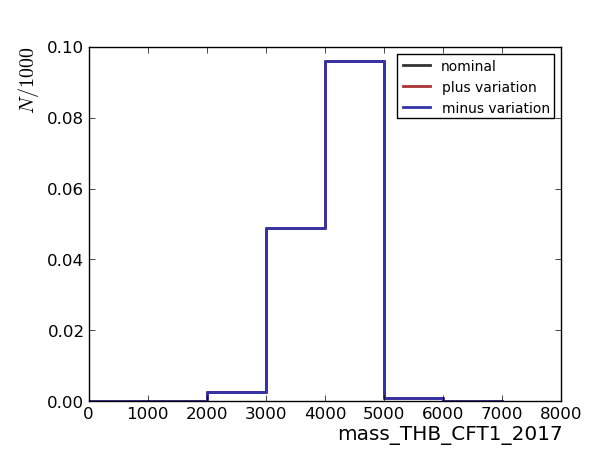 0.10
nominal
plus variation
minus variation
N/1000
0.08
0.06
0.04
0.02
0.00
0 1000 2000 3000 4000 5000 6000 7000 8000
mass_THB_CFT1_2017